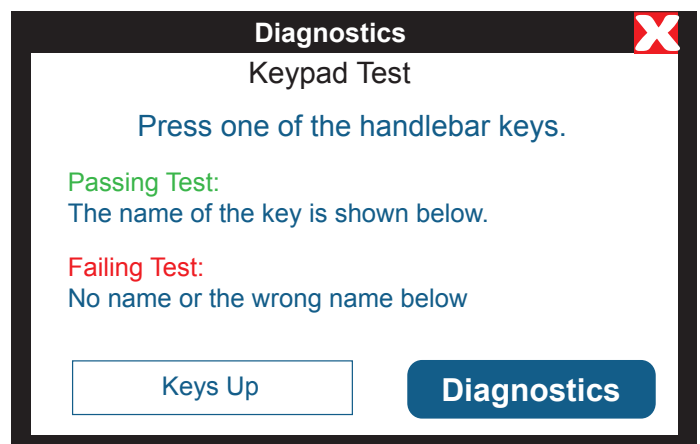 Diagnostics
X
Keypad Test
Press one of the handlebar keys.
Passing Test:
The name of the key is shown below.
Failing Test:
No name or the wrong name below
Keys Up
Diagnostics